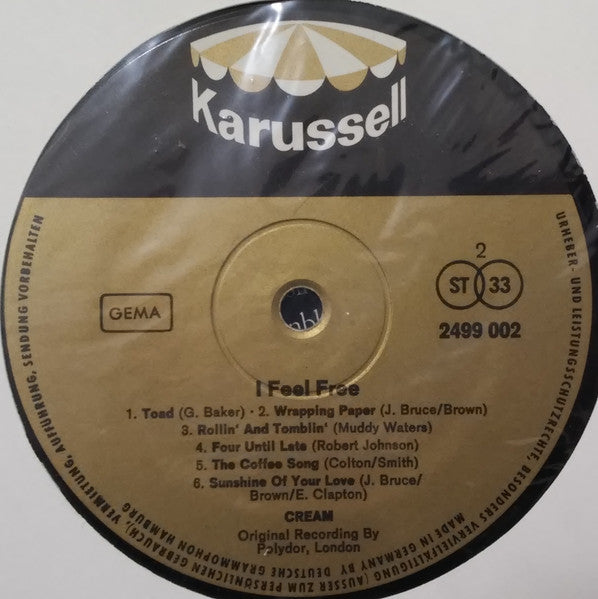 Karussell
GEMA
2
ST 33
2499 002
I Feel Free
1. Toad (G. Baker) · 2. Wrapping Paper (J. Bruce/Brown)
3. Rollin' And Tomblin' (Muddy Waters)
4. Four Until Late (Robert Johnson)
5. The Coffee Song (Colton/Smith)
6. Sunshine Of Your Love (J. Bruce/
Brown/E. Clapton)
CREAM
Original Recording By
Polydor, London
URHEBER- UND LEISTUNGSSCHUTZRECHTE, BESONDERS VERVIELFÄLTIGUNG (AUSSER ZUM PERSÖNLICHEN GEBRAUCH), VERMIETUNG, AUFFÜHRUNG, SENDUNG VORBEHALTEN
MADE IN GERMANY BY DEUTSCHE GRAMMOPHON HAMBURG